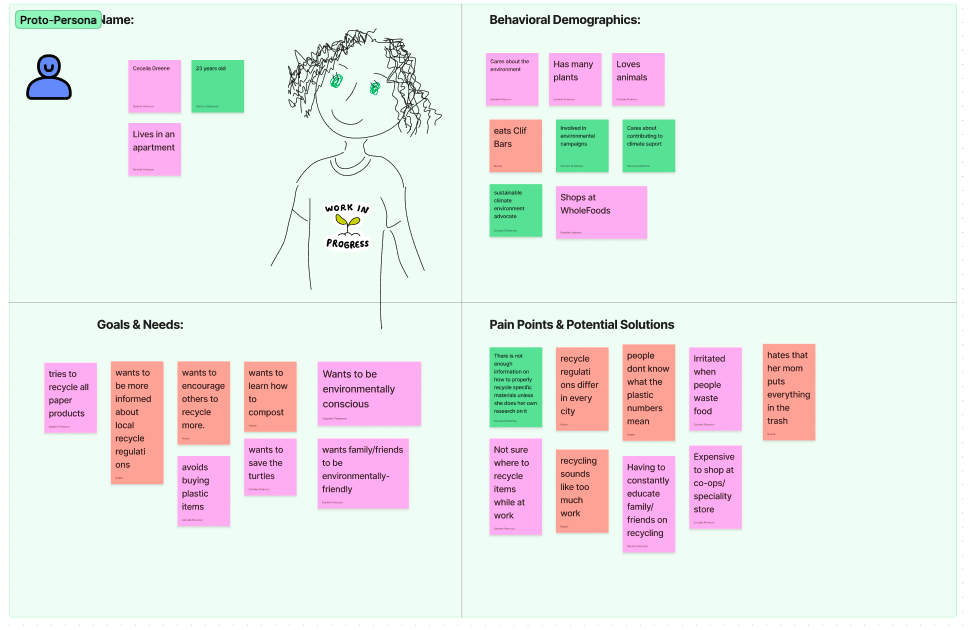 Proto-Persona
Name:
Cecelia Greene
23 years old
Lives in an
apartment
WORK IN
PROGRESS
Behavioral Demographics:
Cares about the
environment
Has many
plants
Loves
animals
eats Clif
Bars
Involved in
environmental
campaigns
Cares about
contributing to
climate suport
sustainable
climate
environment
advocate
Shops at
WholeFoods
Goals & Needs:
tries to
recycle all
paper
products
wants to
be more
informed
about
local
recycle
regulati
ons
wants to
encourage
others to
recycle
more.
wants to
learn how
to
compost
Wants to be
environmentally
conscious
avoids
buying
plastic
items
wants to
save the
turtles
wants family/friends
to be
environmentally-
friendly
Pain Points & Potential Solutions
There is not
enough
information on
how to properly
recycle specific
materials unless
she does her own
research on it
recycle
regulati
ons differ
in every
city
people
dont know
what the
plastic
numbers
mean
Irritated
when
people
waste
food
hates that
her mom
puts
everything
in the
trash
Not sure
where to
recycle
items
while at
work
recycling
sounds
like too
much
work
Having to
constantly
educate
family/
friends on
recycling
Expensive
to shop at
co-ops/
speciality
store